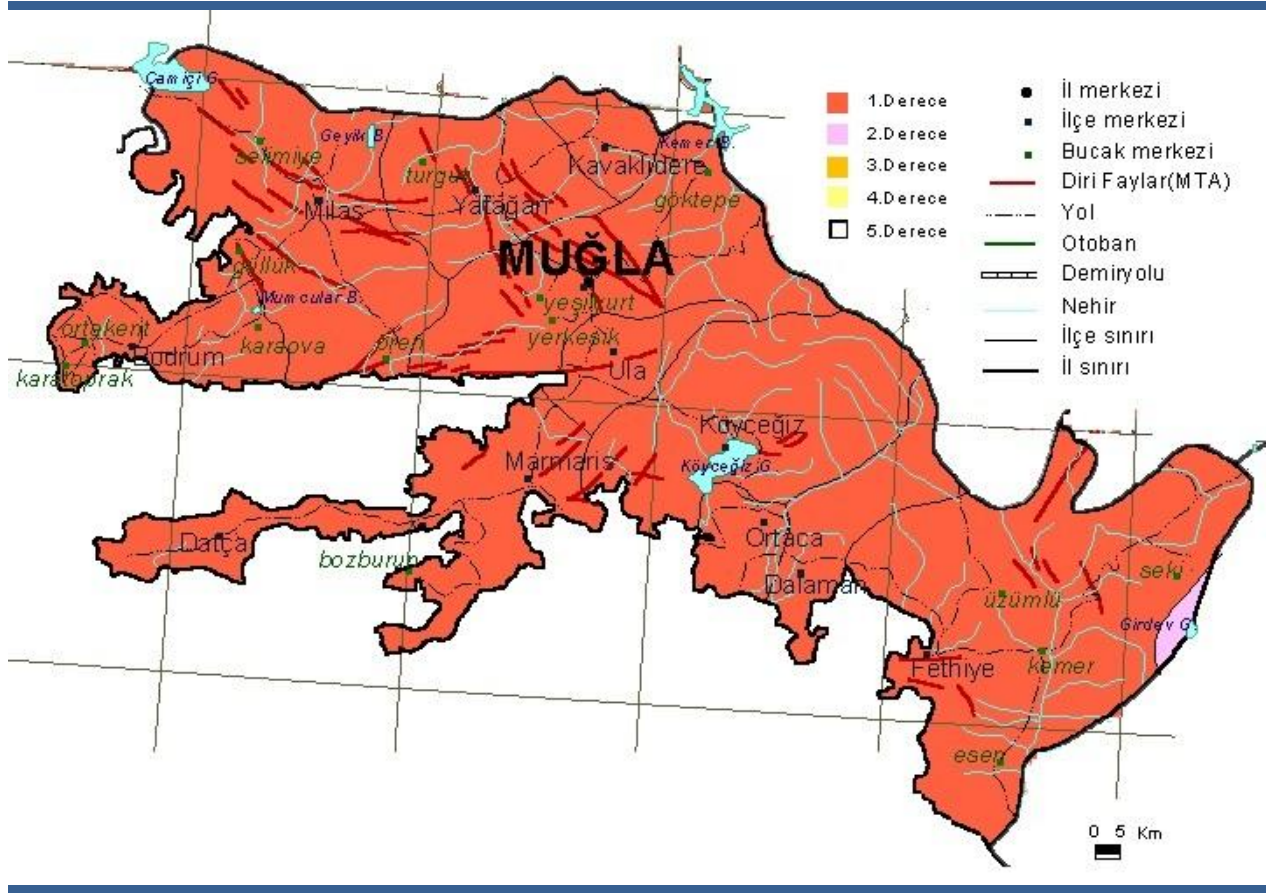 Çamiçi G.
Geyik B.
Kemer B.
selimiye
turgut
Kavaklıdere
göktepe
Milas
Yatağan
MUĞLA
güllük
Mumcular B.
yeşilyurt
yerkesik
ortakent
Bodrum
karaova
ören
karatoprak
Ula
Köyceğiz
Köyceğiz G.
Marmaris
Datça
bozburun
Ortaca
Dalaman
üzümlü
seki
Girdev G.
Fethiye
kemer
eşen
1.Derece
2.Derece
3.Derece
4.Derece
5.Derece
İl merkezi
İlçe merkezi
Bucak merkezi
Diri Faylar(MTA)
Yol
Otoban
Demiryolu
Nehir
İlçe sınırı
İl sınırı
0 5 Km